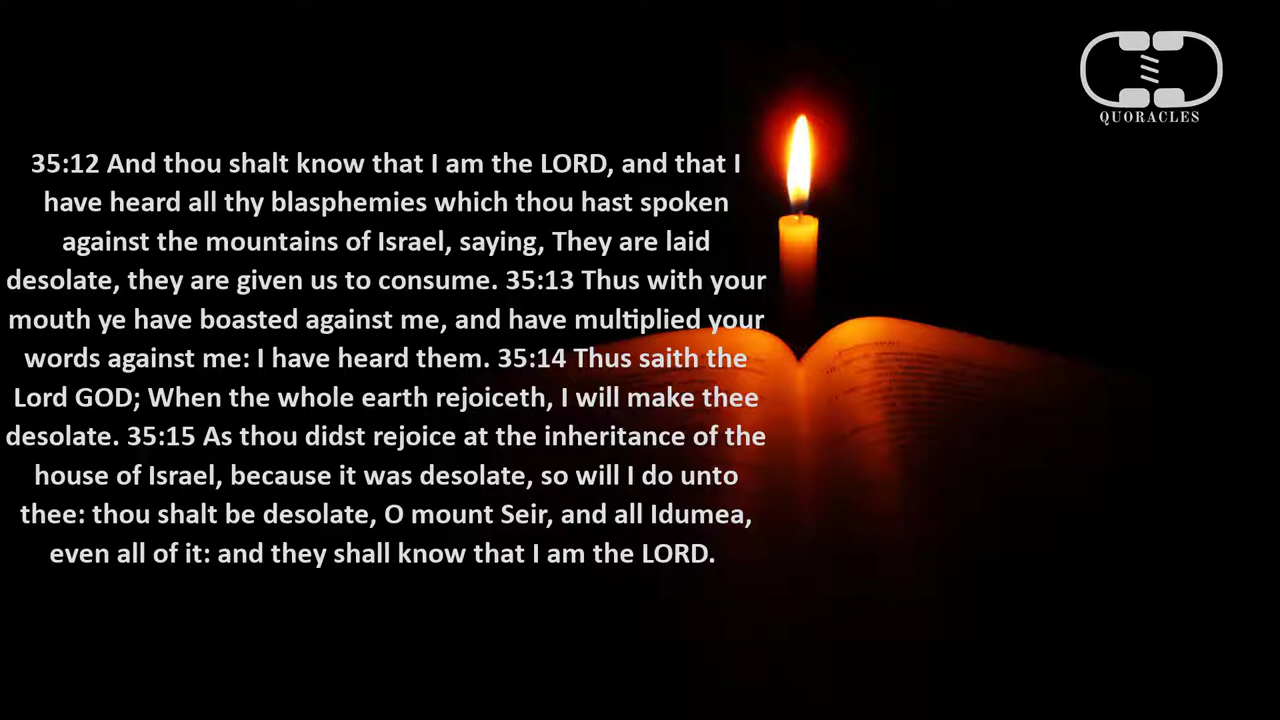 QUORACLES
35:12 And thou shalt know that I am the LORD, and that I
have heard all thy blasphemies which thou hast spoken
against the mountains of Israel, saying, They are laid
desolate, they are given us to consume. 35:13 Thus with your
mouth ye have boasted against me, and have multiplied your
words against me: I have heard them. 35:14 Thus saith the
Lord GOD; When the whole earth rejoiceth, I will make thee
desolate. 35:15 As thou didst rejoice at the inheritance of the
house of Israel, because it was desolate, so will I do unto
thee: thou shalt be desolate, O mount Seir, and all Idumea,
even all of it: and they shall know that I am the LORD.